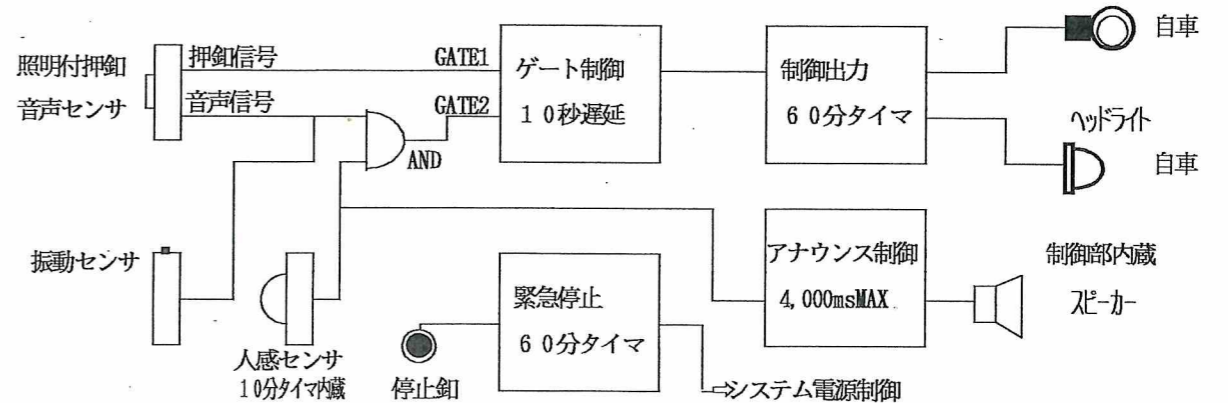 照明付押釦
音声センサ
押釦信号
音声信号
GATE1
GATE2
AND
ゲート制御
10秒遅延
制御出力
60分タイマ
自車
ヘッドライト
自車
振動センサ
人感センサ
10分タイマ内蔵
停止釦
緊急停止
60分タイマ
⇨システム電源制御
アナウンス制御
4,000msMAX
制御部内蔵
スピーカー